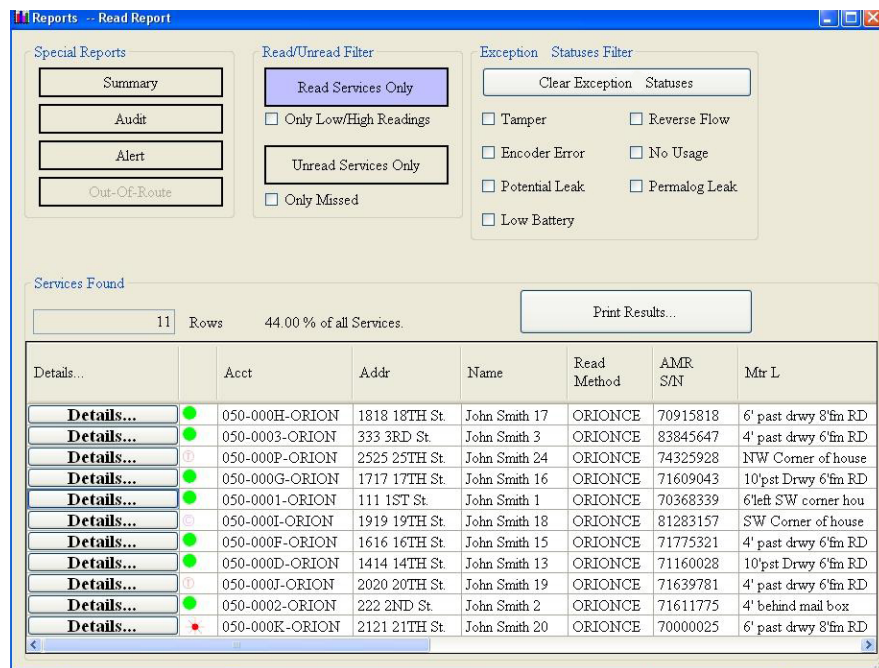 Reports -- Read Report
Special Reports
Summary
Audit
Alert
Out-Of-Route
Read/Unread Filter
Read Services Only
Only Low/High Readings
Unread Services Only
Only Missed
Exception Statuses Filter
Clear Exception Statuses
Tamper Reverse Flow
Encoder Error No Usage
Potential Leak Permalog Leak
Low Battery
Services Found
11 Rows 44.00 % of all Services.
Print Results...
Details... Acct Addr Name Read Method AMR S/N Mtr L
Details... 050-000H-ORION 1818 18TH St. John Smith 17 ORIONCE 70915818 6' past drwy 8'fm RD
Details... 050-0003-ORION 333 3RD St. John Smith 3 ORIONCE 83845647 4' past drwy 6'fm RD
Details... 050-000P-ORION 2525 25TH St. John Smith 24 ORIONCE 74325928 NW Corner of house
Details... 050-000G-ORION 1717 17TH St. John Smith 16 ORIONCE 71609043 10'pst Drwy 6'fm RD
Details... 050-0001-ORION 111 1ST St. John Smith 1 ORIONCE 70368339 6'left SW corner hou
Details... 050-000I-ORION 1919 19TH St. John Smith 18 ORIONCE 81283157 SW Corner of house
Details... 050-000F-ORION 1616 16TH St. John Smith 15 ORIONCE 71775321 4' past drwy 6'fm RD
Details... 050-000D-ORION 1414 14TH St. John Smith 13 ORIONCE 71160028 10'pst Drwy 6'fm RD
Details... 050-000J-ORION 2020 20TH St. John Smith 19 ORIONCE 71639781 4' past drwy 6'fm RD
Details... 050-0002-ORION 222 2ND St. John Smith 2 ORIONCE 71611775 4' behind mail box
Details... 050-000K-ORION 2121 21TH St. John Smith 20 ORIONCE 70000025 6' past drwy 8'fm RD